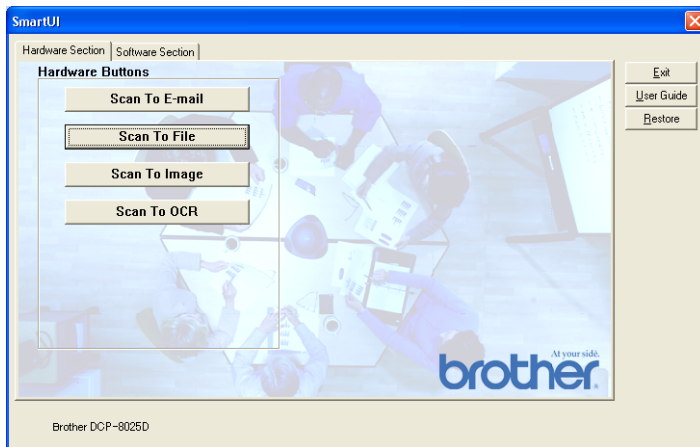 SmartUI
Hardware Section Software Section
Hardware Buttons
Scan To E-mail
Scan To File
Scan To Image
Scan To OCR
Exit
User Guide
Restore
At your side.
brother
Brother DCP-8025D